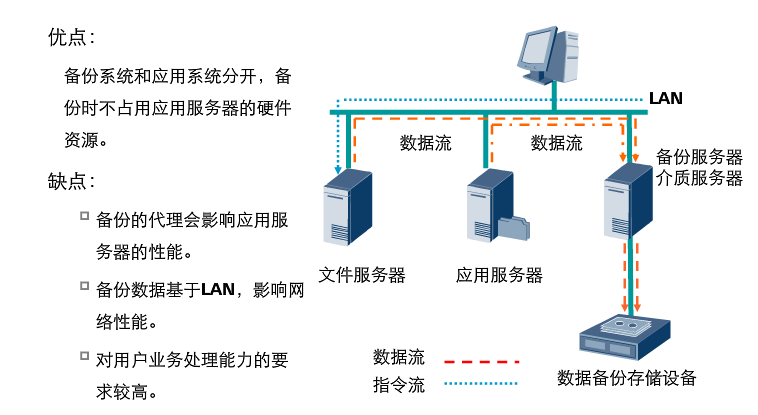 优点：
备份系统和应用系统分开，备
份时不占用应用服务器的硬件
资源。
缺点：
备份的代理会影响应用服
务器的性能。
备份数据基于LAN，影响网
络性能。
对用户业务处理能力的要
求较高。
LAN
数据流
数据流
备份服务器
介质服务器
文件服务器
应用服务器
数据备份存储设备
数据流
指令流